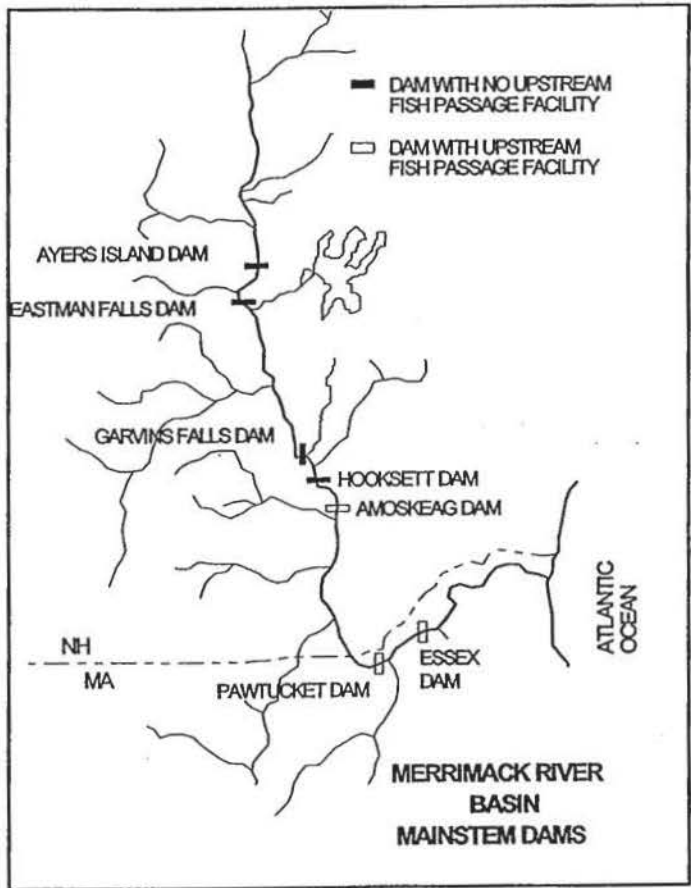 DAM WITH NO UPSTREAM
FISH PASSAGE FACILITY
DAM WITH UPSTREAM
FISH PASSAGE FACILITY
AYERS ISLAND DAM
EASTMAN FALLS DAM
GARVINS FALLS DAM
HOOKSETT DAM
AMOSKEAG DAM
ATLANTIC
OCEAN
NH
MA
ESSEX
DAM
PAWTUCKET DAM
MERRIMACK RIVER
BASIN
MAINSTEM DAMS